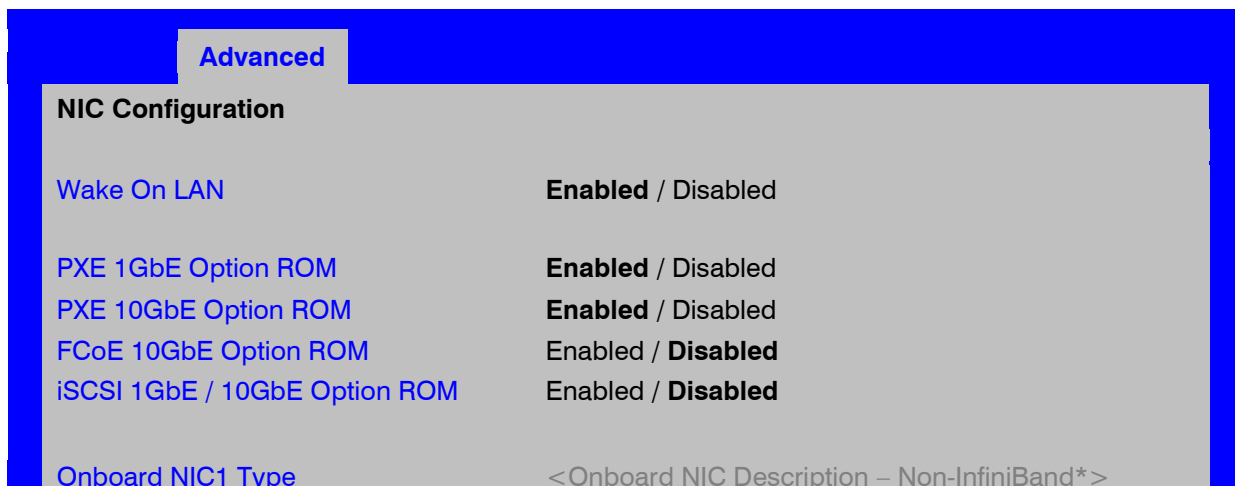 Advanced
NIC Configuration
Wake On LAN Enabled / Disabled
PXE 1GbE Option ROM Enabled / Disabled
PXE 10GbE Option ROM Enabled / Disabled
FCoE 10GbE Option ROM Enabled / Disabled
iSCSI 1GbE / 10GbE Option ROM Enabled / Disabled
Onboard NIC1 Type <Onboard NIC Description – Non-InfiniBand*>